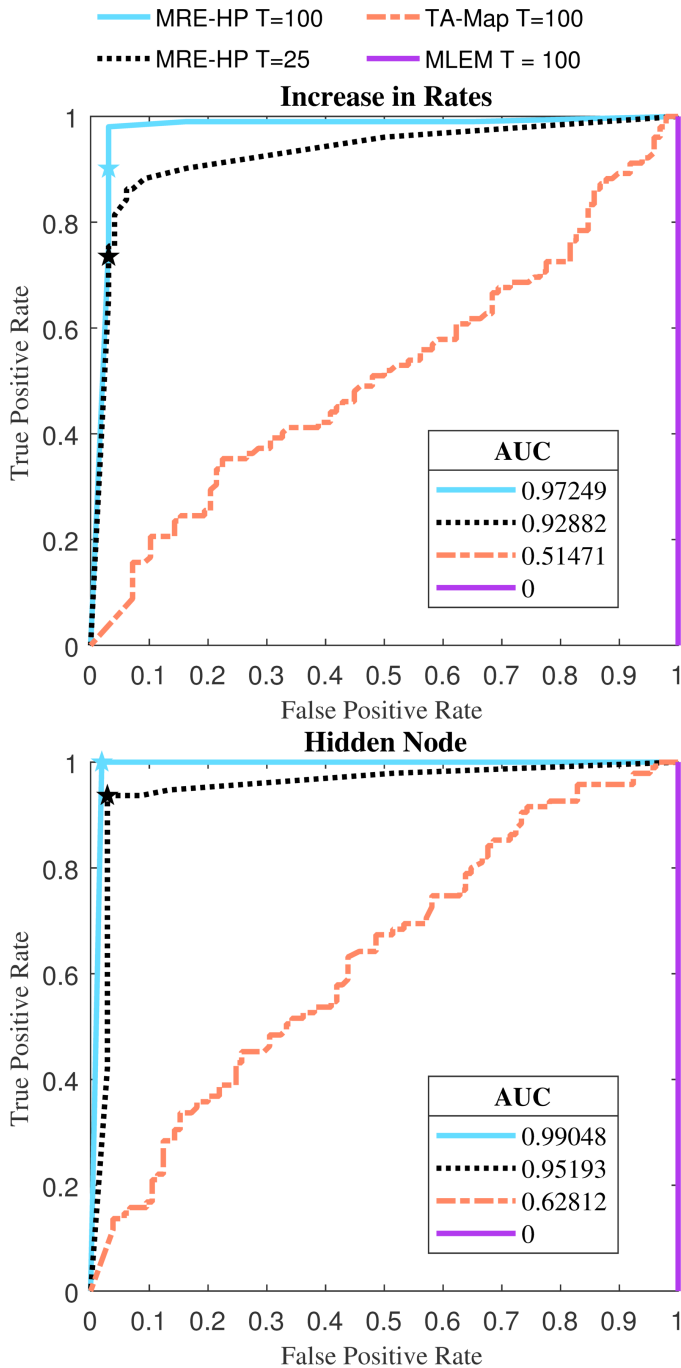 MRE-HP T=100 TA-Map T=100
MRE-HP T=25 MLEM T = 100
Increase in Rates
1
0.8
0.6
0.4
0.2
0
True Positive Rate
AUC
0.97249
0.92882
0.51471
0
0 0.1 0.2 0.3 0.4 0.5 0.6 0.7 0.8 0.9 1
False Positive Rate
Hidden Node
1
0.8
0.6
0.4
0.2
0
True Positive Rate
AUC
0.99048
0.95193
0.62812
0
0 0.1 0.2 0.3 0.4 0.5 0.6 0.7 0.8 0.9 1
False Positive Rate